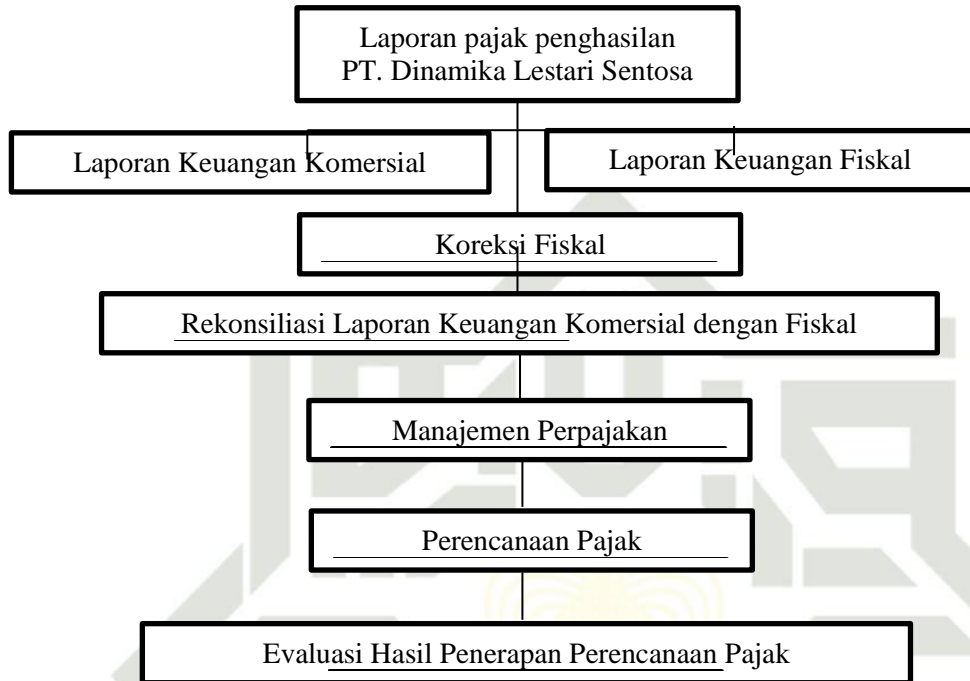 Laporan pajak penghasilan
PT. Dinamika Lestari Sentosa
Laporan Keuangan Komersial
Laporan Keuangan Fiskal
Koreksi Fiskal
Rekonsiliasi Laporan Keuangan Komersial dengan Fiskal
Manajemen Perpajakan
Perencanaan Pajak
Evaluasi Hasil Penerapan Perencanaan Pajak